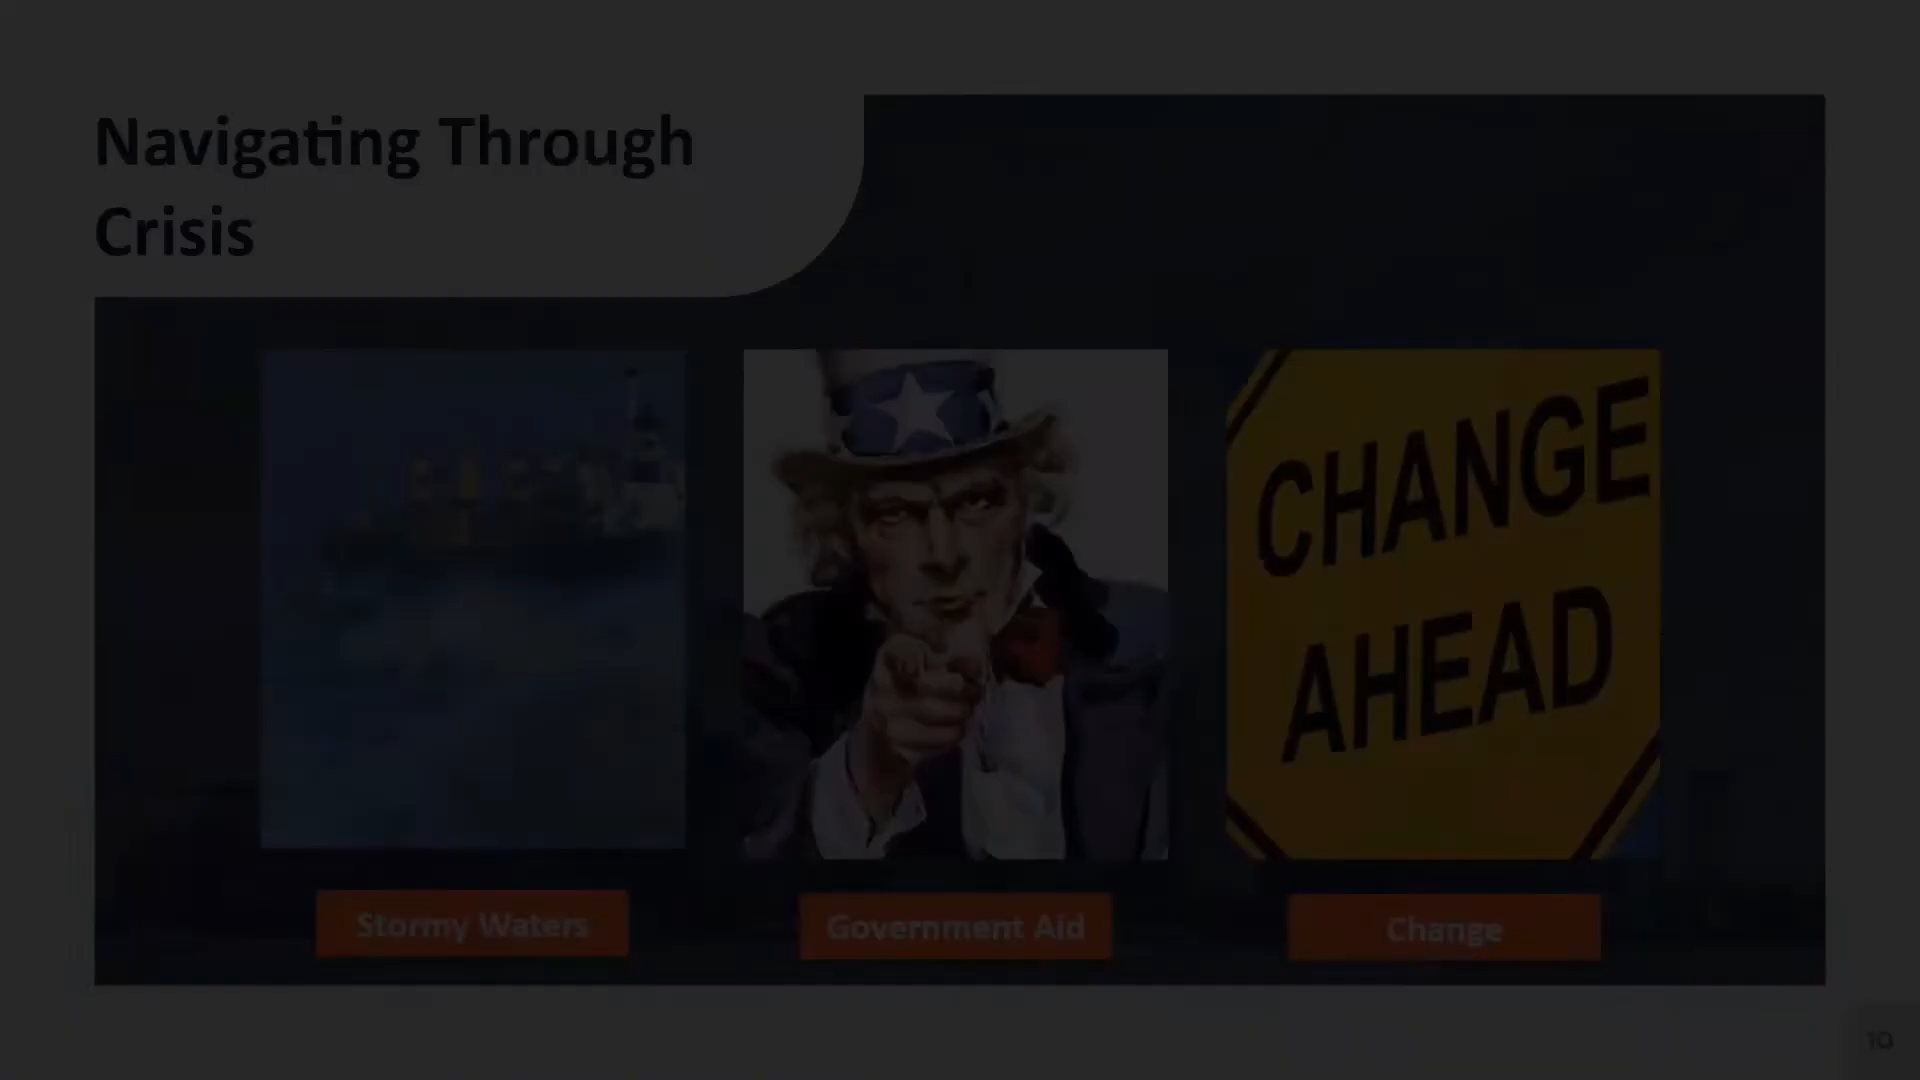 Navigating Through
Crisis
CHANGE
AHEAD
Stormy Waters
Government Aid
Change
10